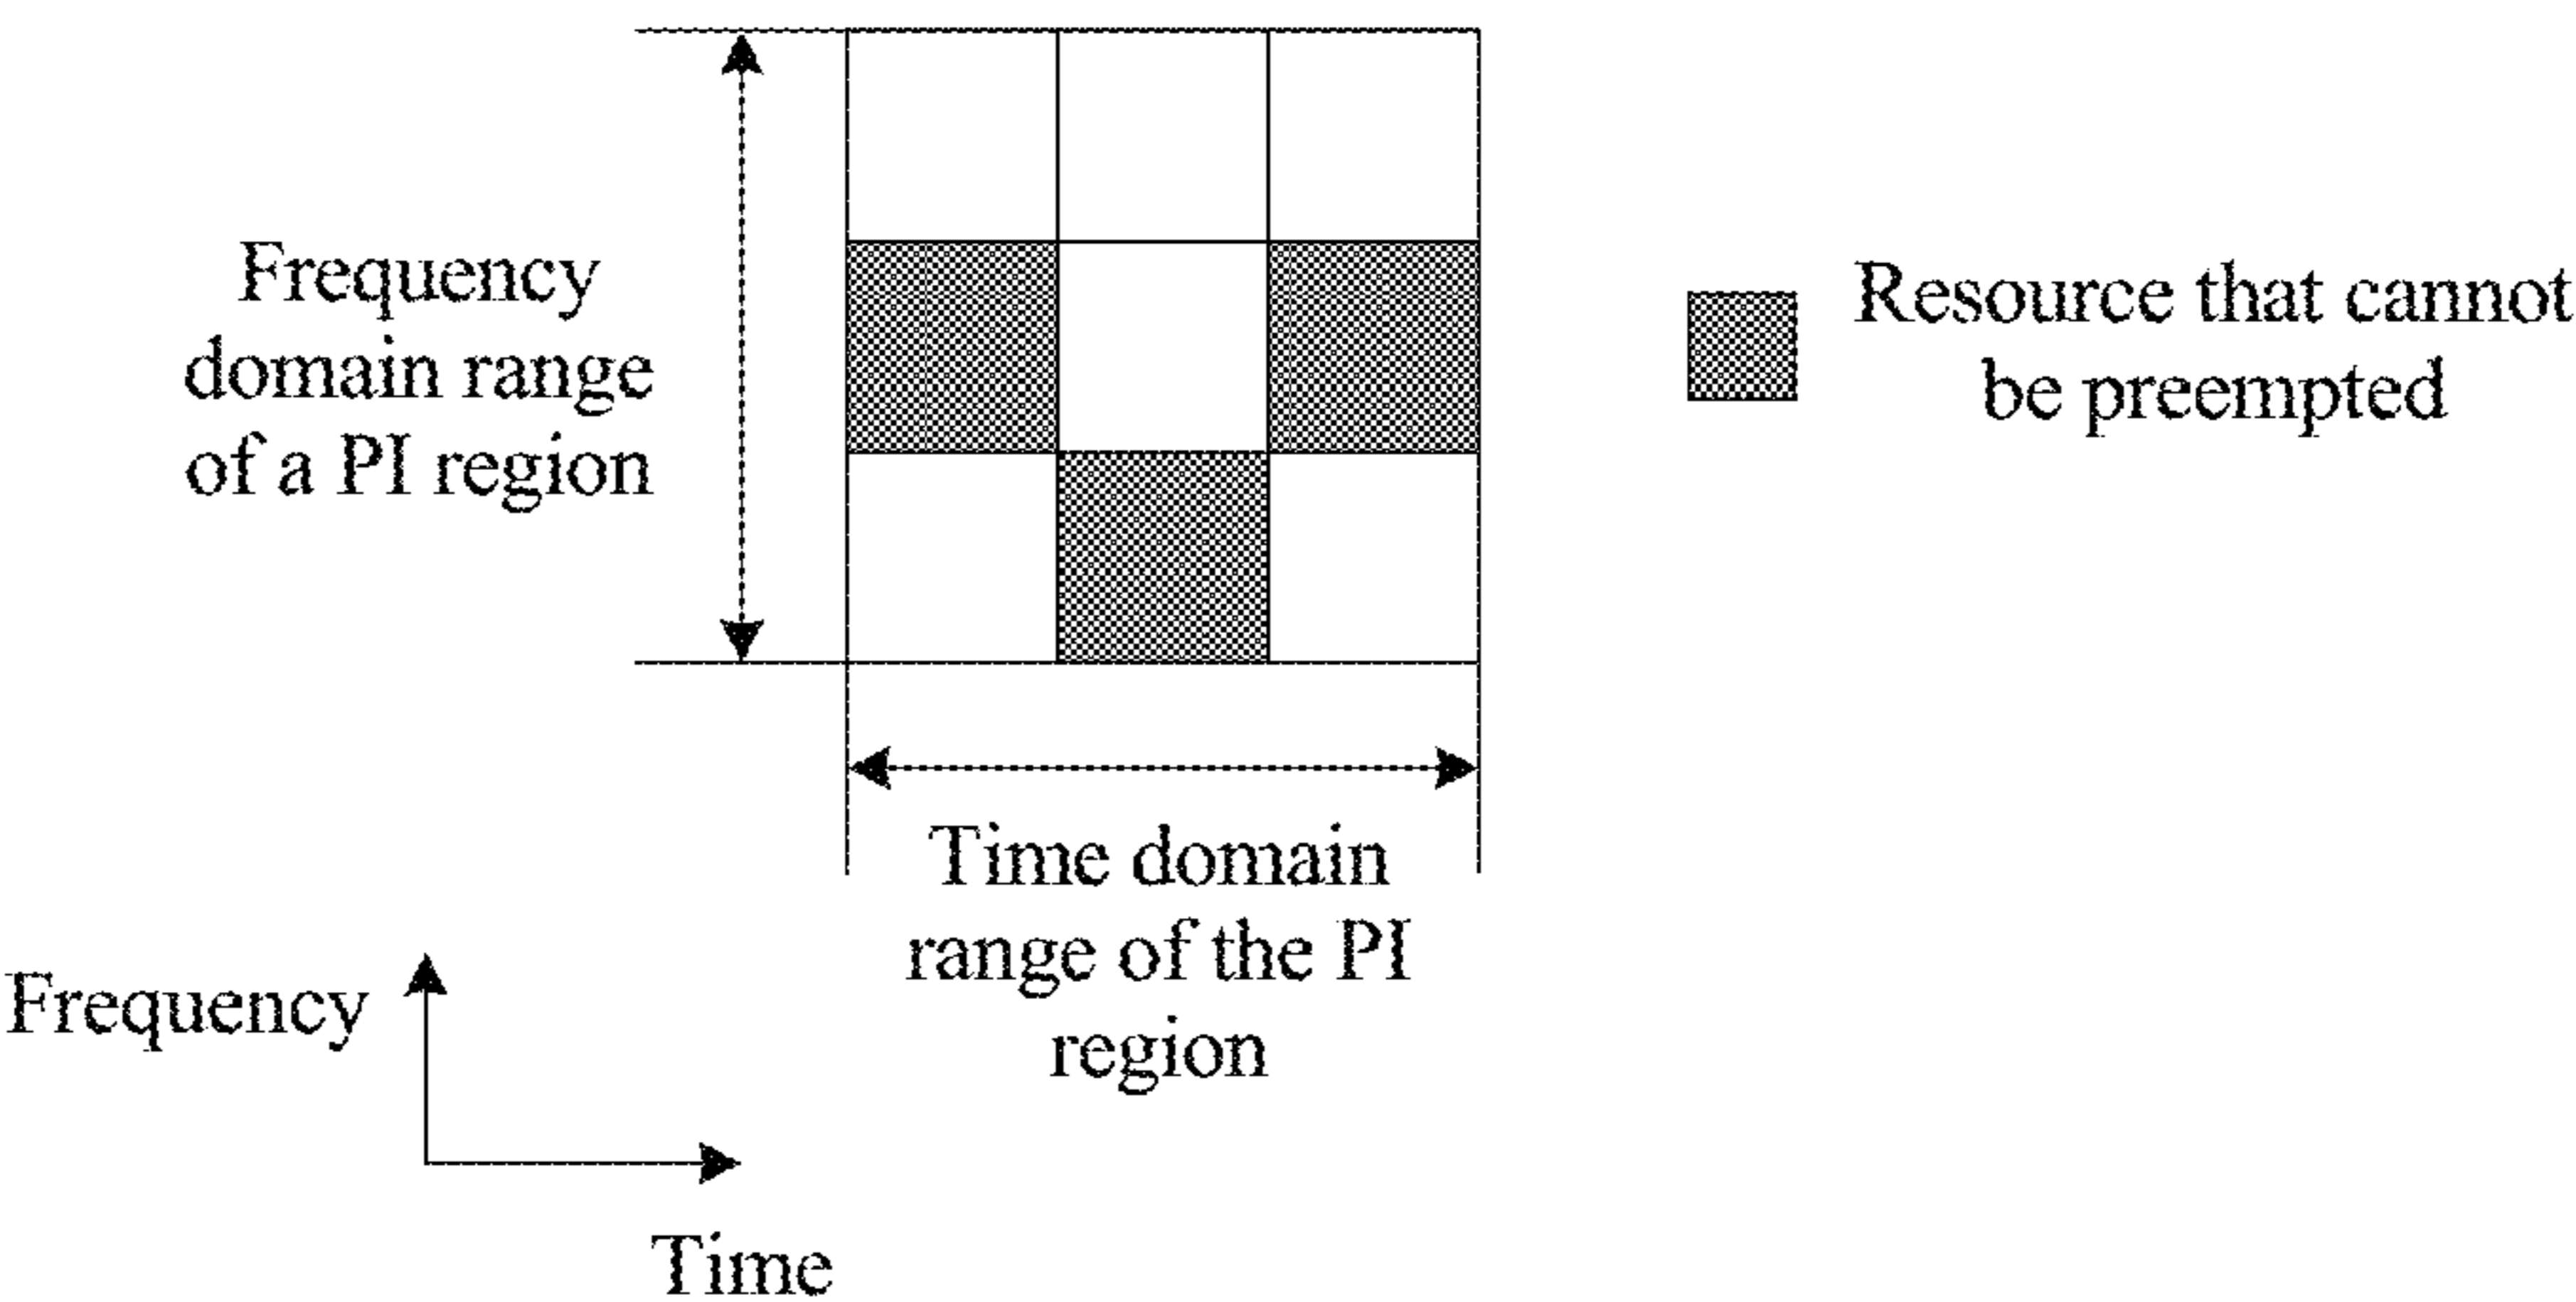 Frequency
domain range
of a PI region
Resource that cannot
be preempted
Time domain
range of the PI
region
Frequency
Time